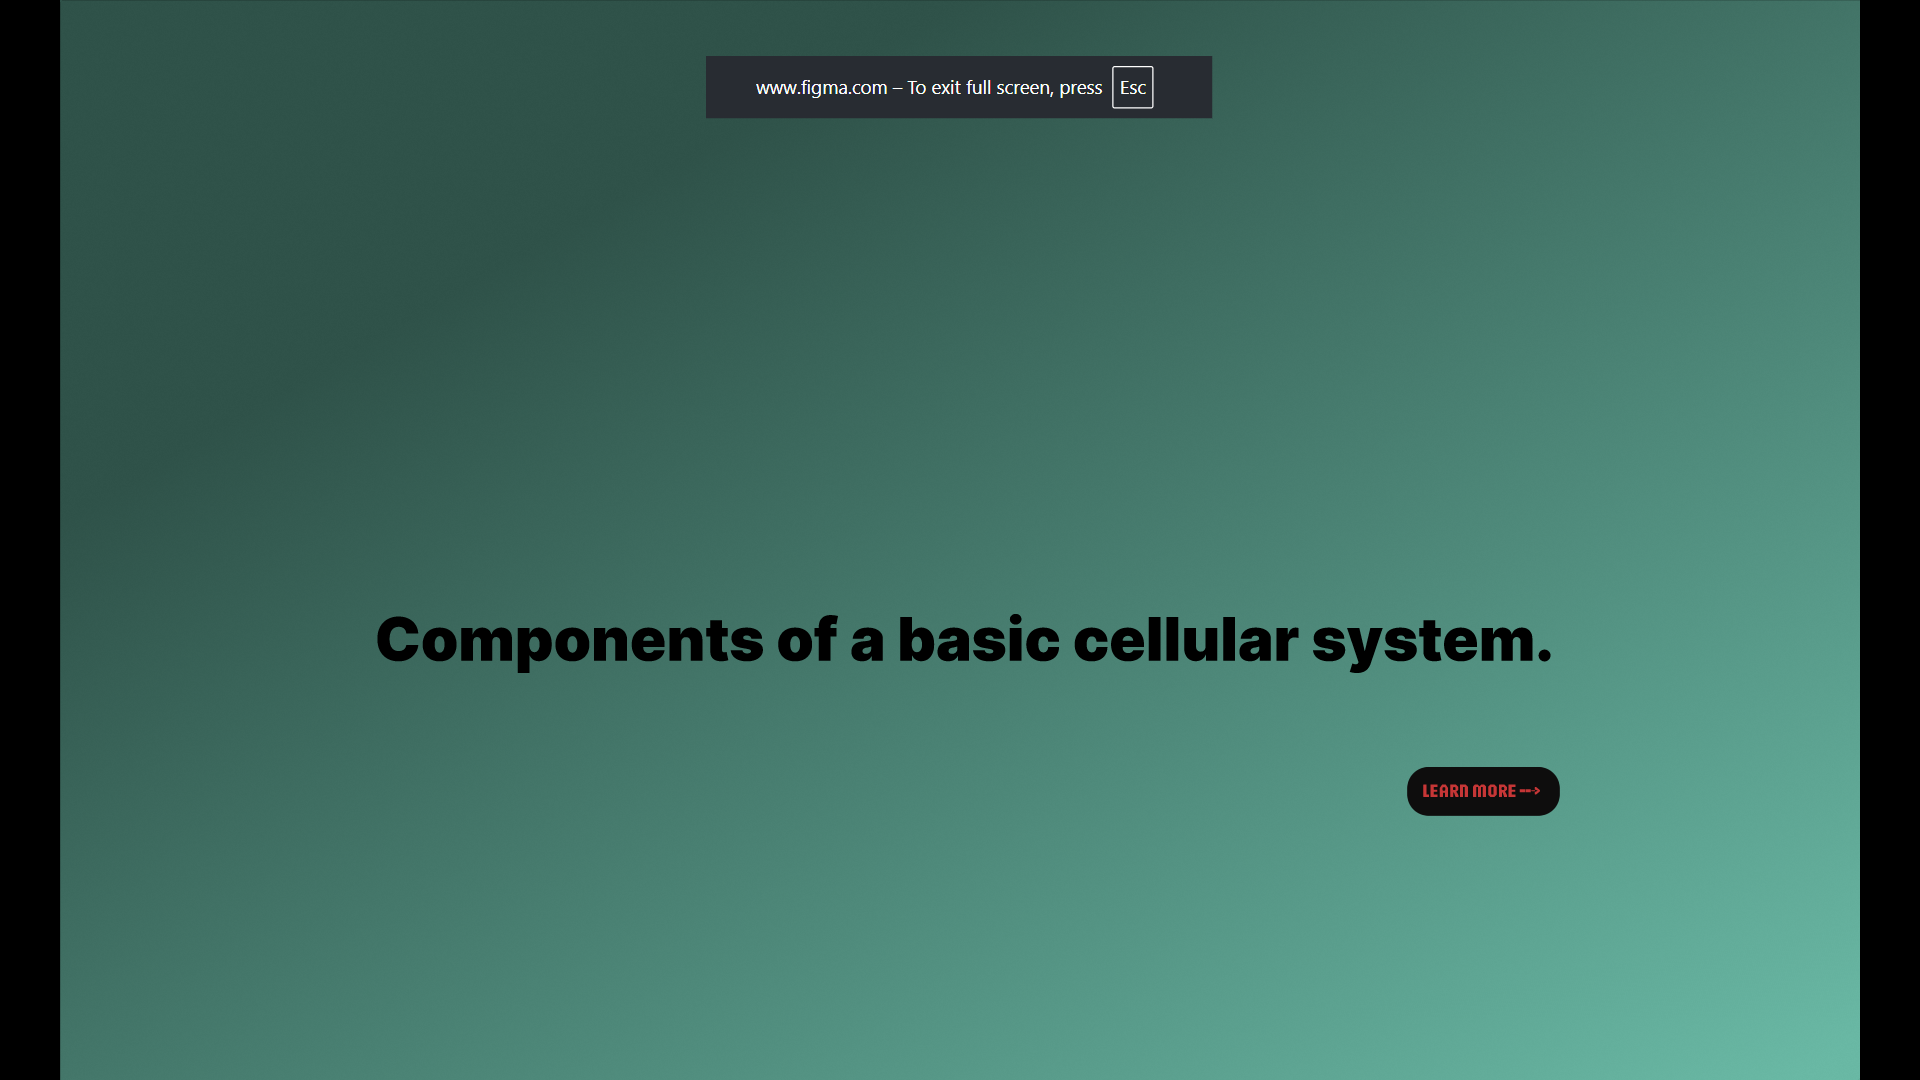 www.figma.com – To exit full screen, press Esc
Components of a basic cellular system.
LEARN MORE -->